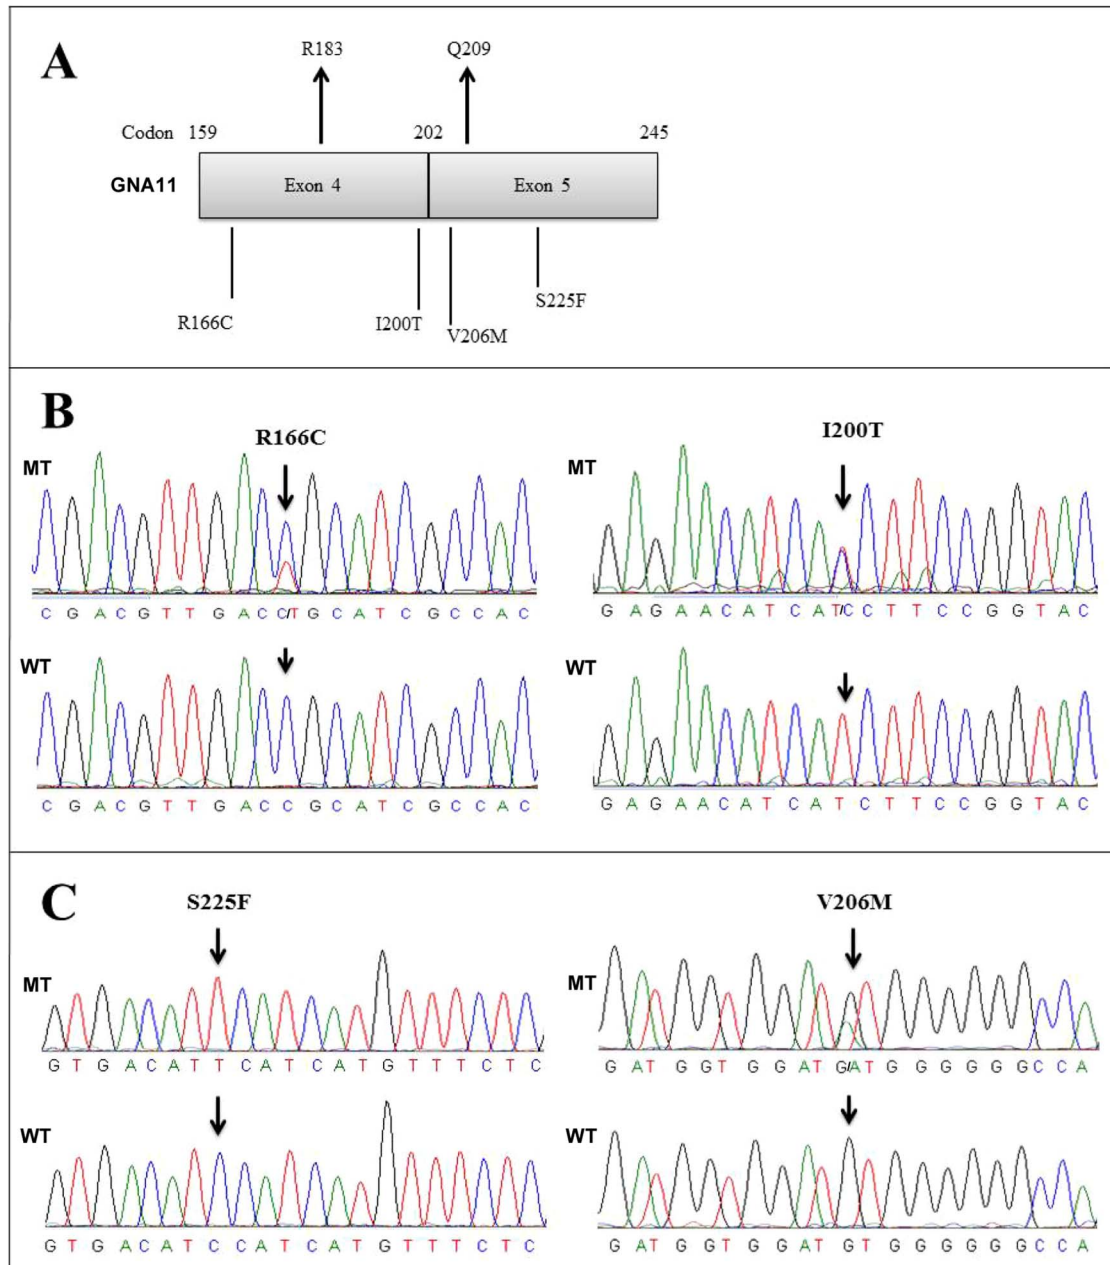 A
R183 Q209
Codon 159 202 245
GNA11 Exon 4 Exon 5
R166C I200T V206M S225F
B
R166C I200T
MT MT
C G A C G T T G A C C/T G C A T C G C C A C
G A G A A C A T C A T/C C T T C C G G T A C
WT WT
C G A C G T T G A C C G C A T C G C C A C
G A G A A C A T C A T C T T C C G G T A C
C
S225F V206M
MT MT
G T G A C A T T C A T C A T G T T T C T C
G A T G G T G G A T G/A T G G G G G G C C A
WT WT
G T G A C A T C C A T C A T G T T T C T C
G A T G G T G G A T G T G G G G G G C C A